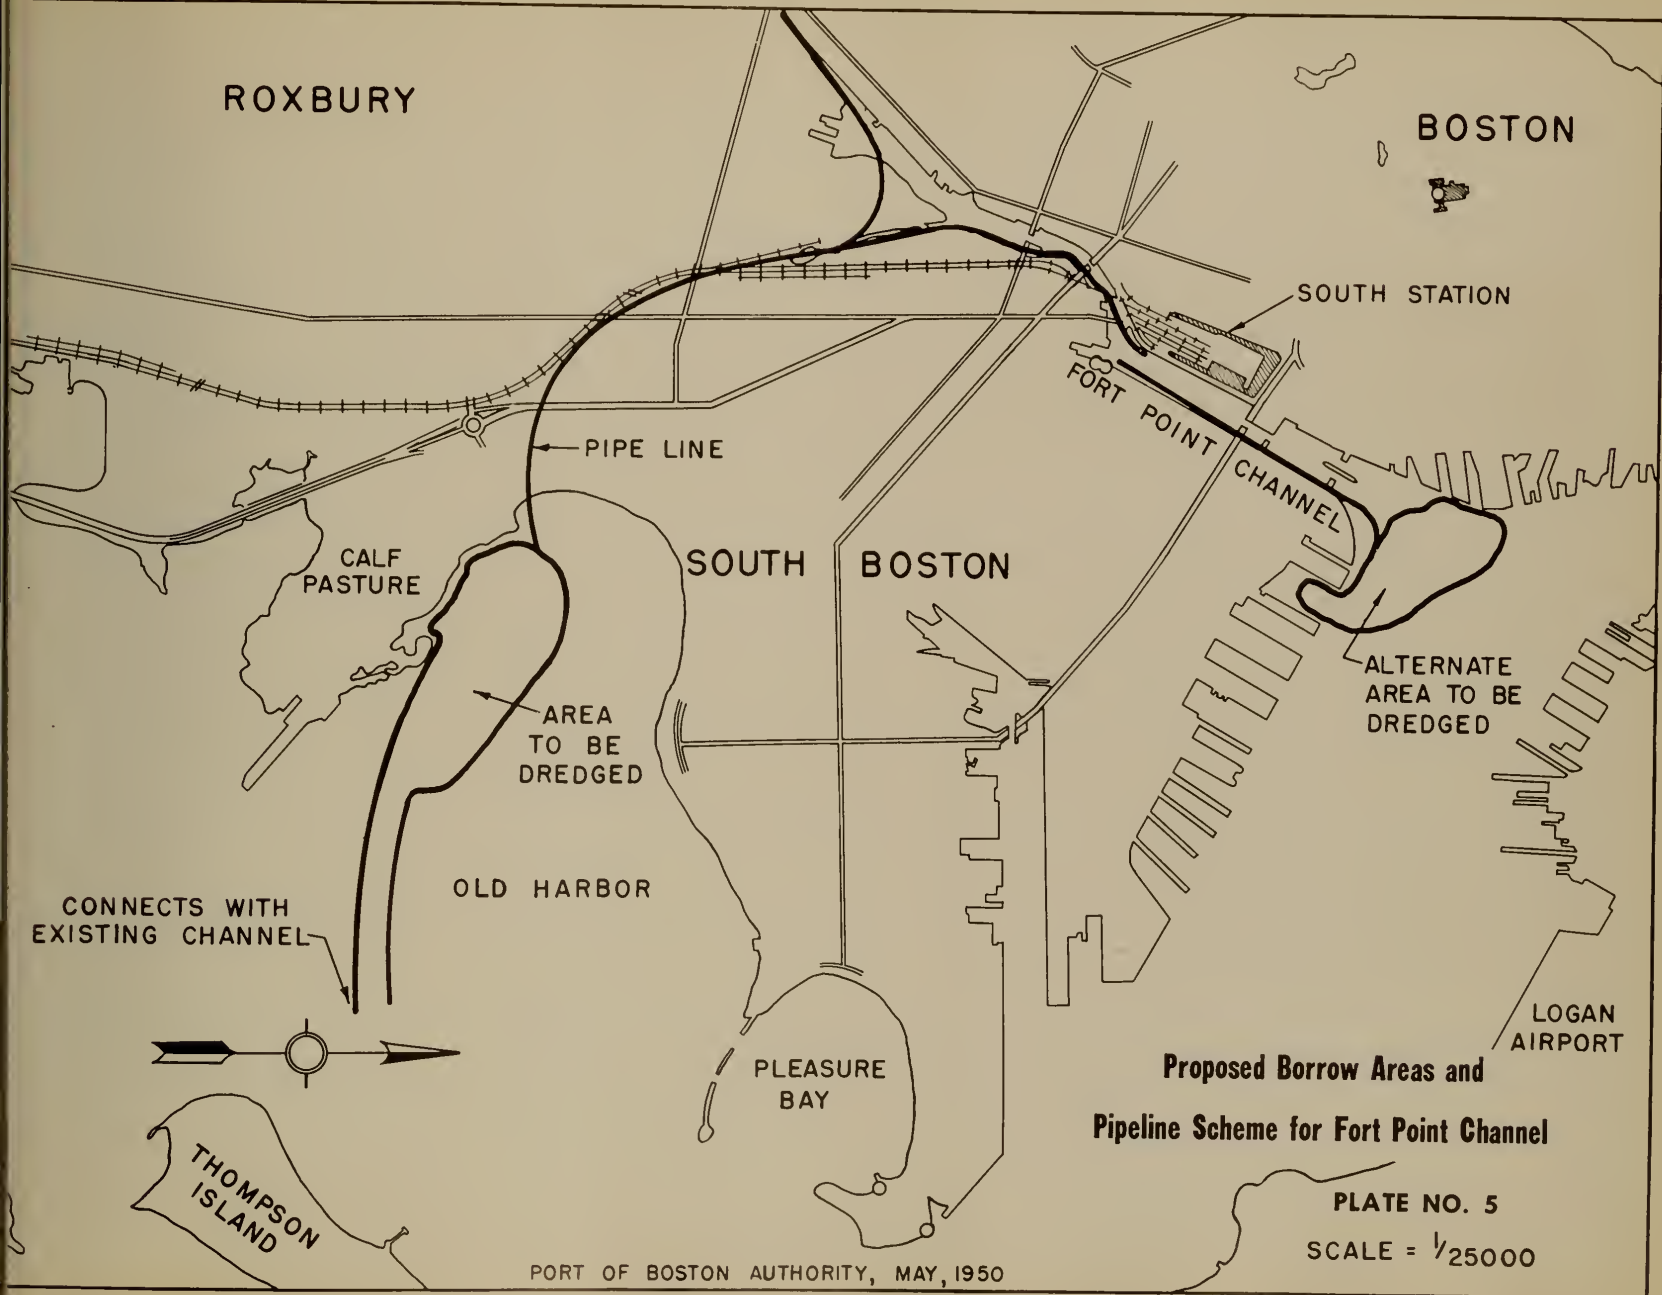 ROXBURY
BOSTON
SOUTH STATION
FORT POINT CHANNEL
PIPE LINE
CALF
PASTURE
SOUTH BOSTON
AREA
TO BE
DREDGED
ALTERNATE
AREA TO BE
DREDGED
OLD HARBOR
CONNECTS WITH
EXISTING CHANNEL
LOGAN
AIRPORT
PLEASURE
BAY
Proposed Borrow Areas and
Pipeline Scheme for Fort Point Channel
THOMPSON
ISLAND
PLATE NO. 5
SCALE = 1/25000
PORT OF BOSTON AUTHORITY, MAY, 1950